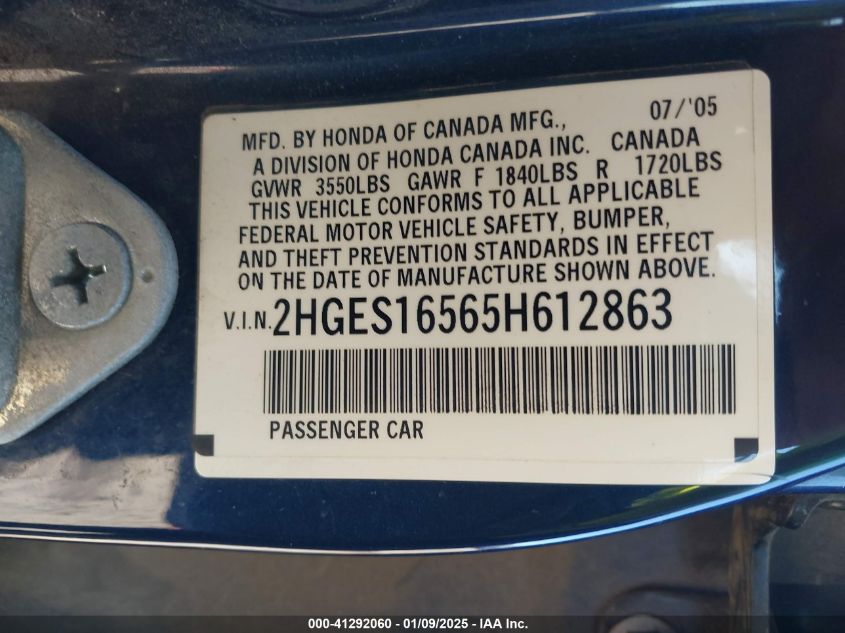 07/'05
MFD. BY HONDA OF CANADA MFG.,
A DIVISION OF HONDA CANADA INC. CANADA
GVWR 3550LBS GAWR F 1840LBS R 1720LBS
THIS VEHICLE CONFORMS TO ALL APPLICABLE
FEDERAL MOTOR VEHICLE SAFETY, BUMPER,
AND THEFT PREVENTION STANDARDS IN EFFECT
ON THE DATE OF MANUFACTURE SHOWN ABOVE.
V.I.N. 2HGES16565H612863
PASSENGER CAR
000-41292060 - 01/09/2025 - IAA Inc.